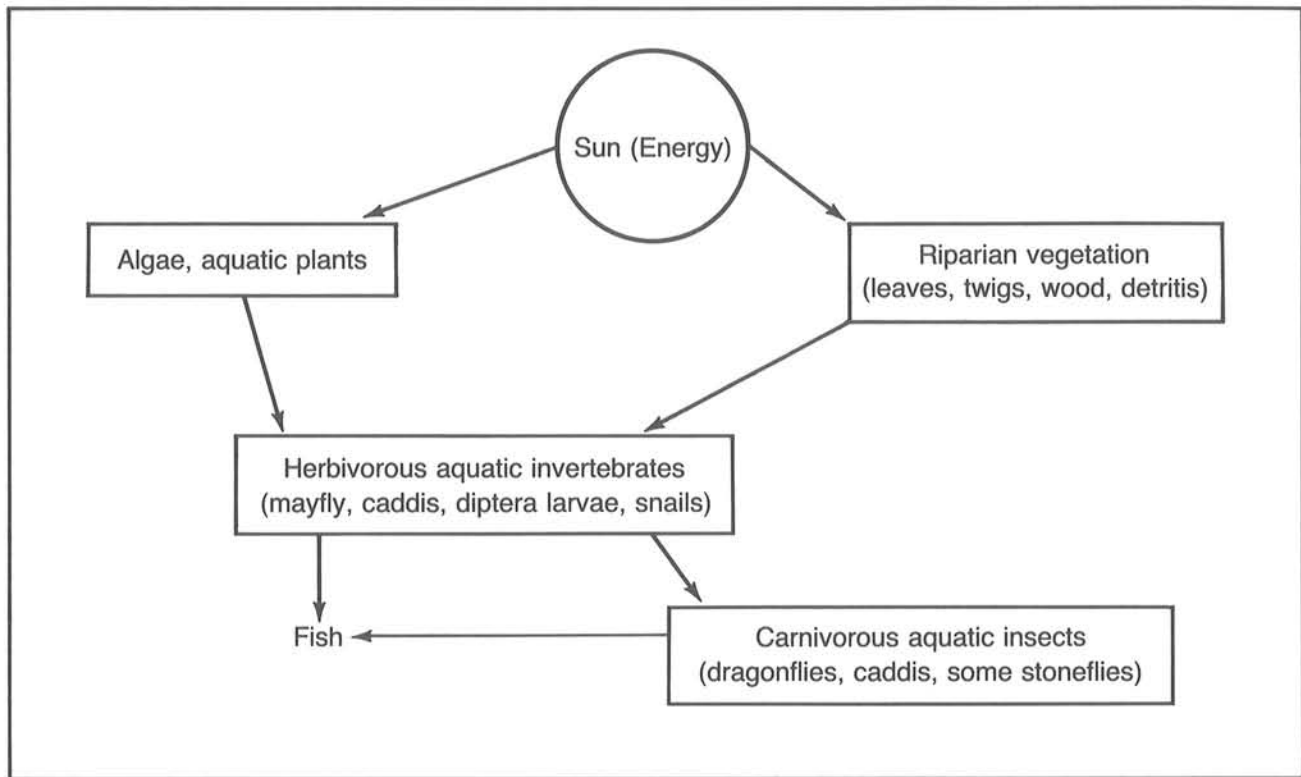 Sun (Energy)
Algae, aquatic plants
Riparian vegetation
(leaves, twigs, wood, detritis)
Herbivorous aquatic invertebrates
(mayfly, caddis, diptera larvae, snails)
Fish
Carnivorous aquatic insects
(dragonflies, caddis, some stoneflies)